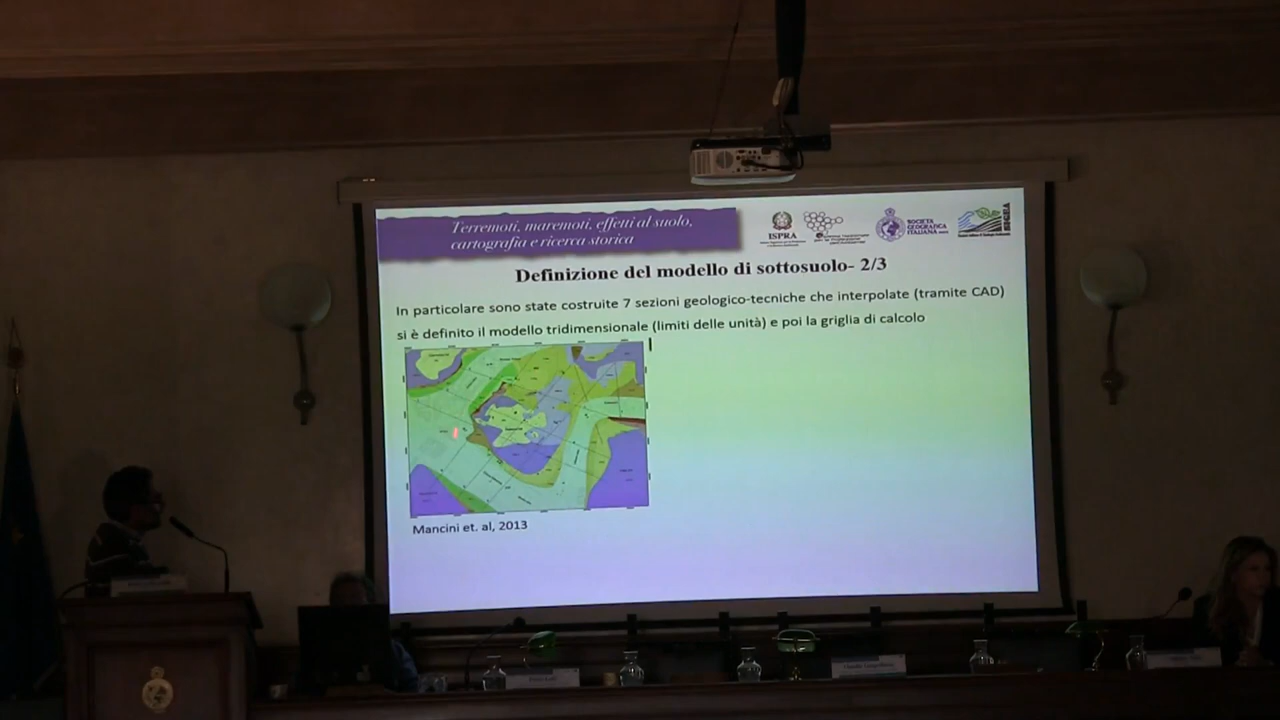 Terremoti, maremoti, effetti al suolo,
cartografia e ricerca storica
ISPRA
SOCIETÀ
GEOGRAFICA
ITALIANA
SIGEA
Definizione del modello di sottosuolo- 2/3
In particolare sono state costruite 7 sezioni geologico-tecniche che interpolate (tramite CAD)
si è definito il modello tridimensionale (limiti delle unità) e poi la griglia di calcolo
Mancini et. al, 2013